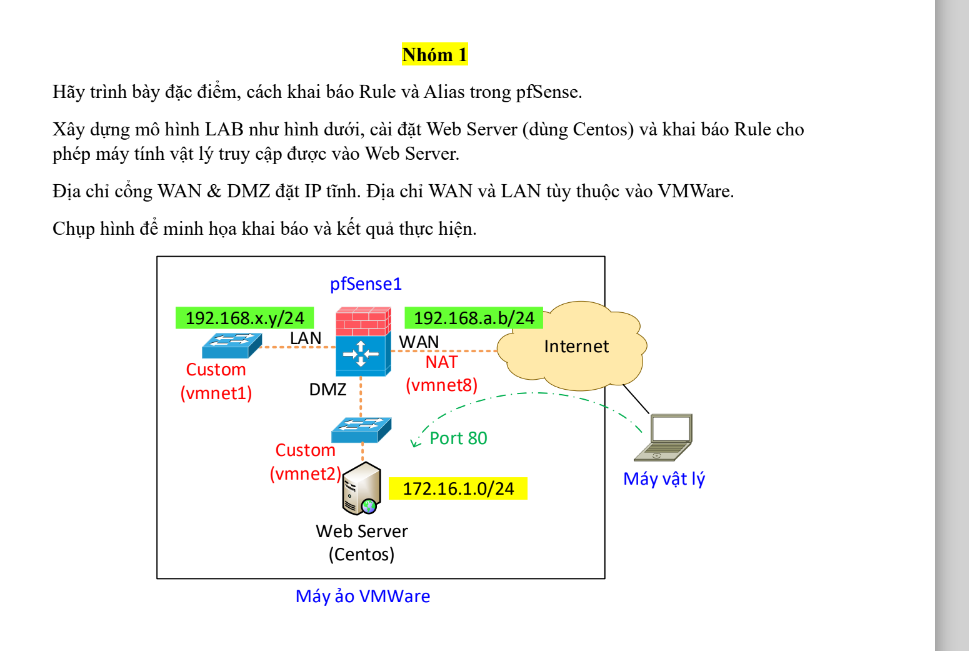 Nhóm 1
Hãy trình bày đặc điểm, cách khai báo Rule và Alias trong pfSense.
Xây dựng mô hình LAB như hình dưới, cài đặt Web Server (dùng Centos) và khai báo Rule cho
phép máy tính vật lý truy cập được vào Web Server.
Địa chỉ cổng WAN & DMZ đặt IP tĩnh. Địa chỉ WAN và LAN tùy thuộc vào VMWare.
Chụp hình để minh họa khai báo và kết quả thực hiện.
pfSense1
192.168.x.y/24
192.168.a.b/24
LAN
WAN
Internet
Custom
(vmnet1)
NAT
(vmnet8)
DMZ
Port 80
Custom
(vmnet2)
172.16.1.0/24
Máy vật lý
Web Server
(Centos)
Máy ảo VMWare